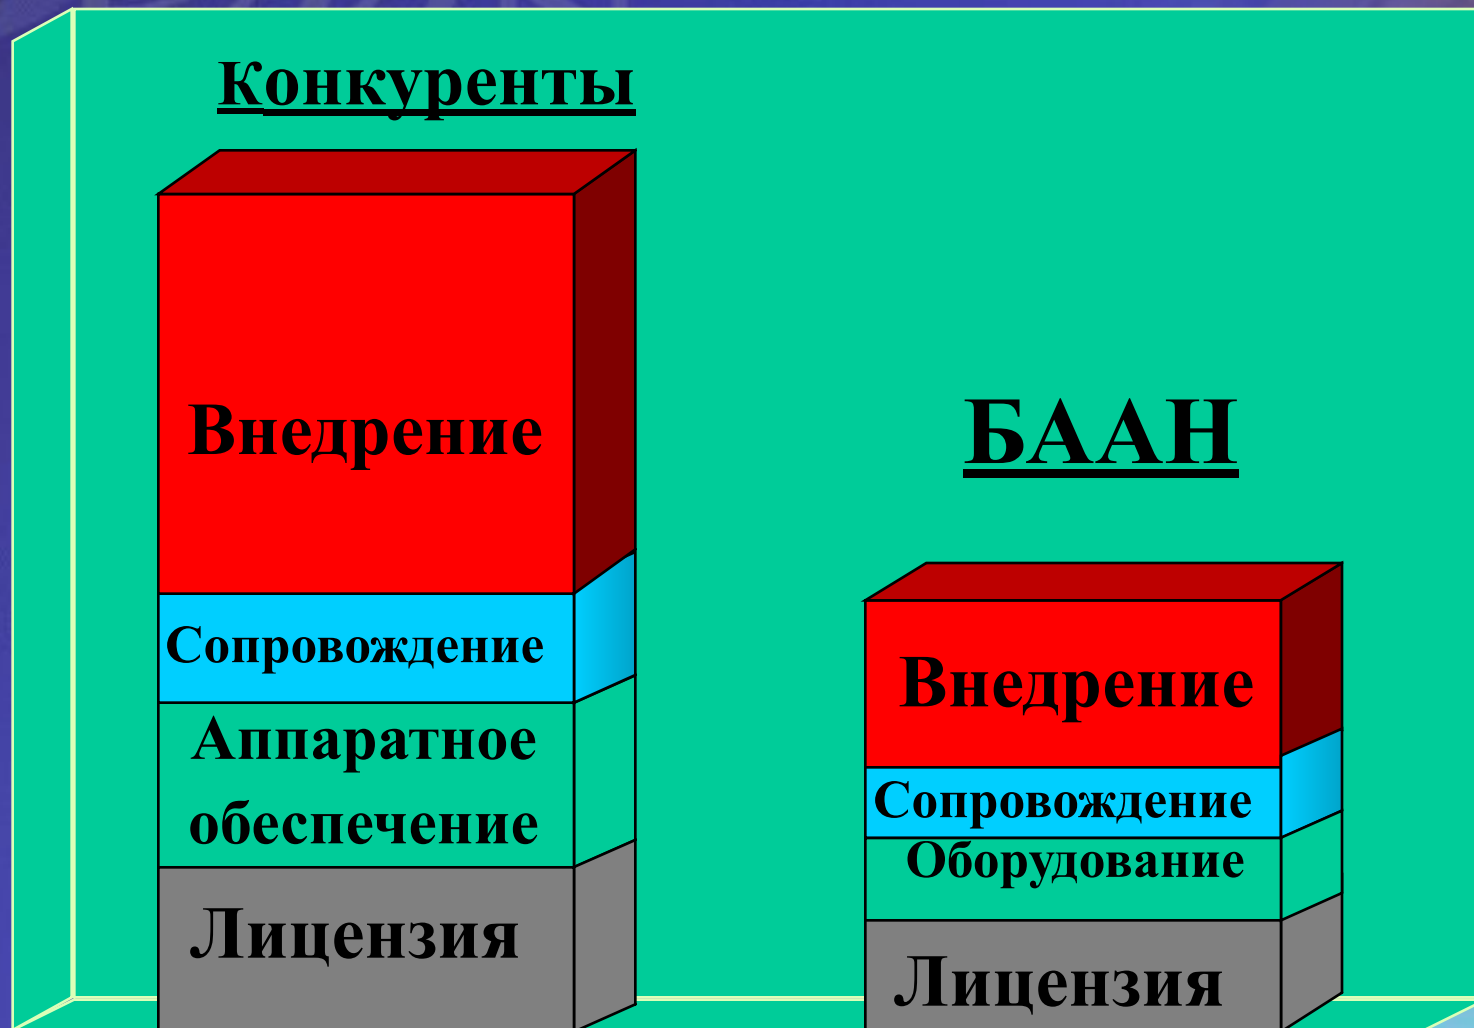 Конкуренты
Внедрение
Сопровождение
Аппаратное
обеспечение
Лицензия
БААН
Внедрение
Сопровождение
Оборудование
Лицензия